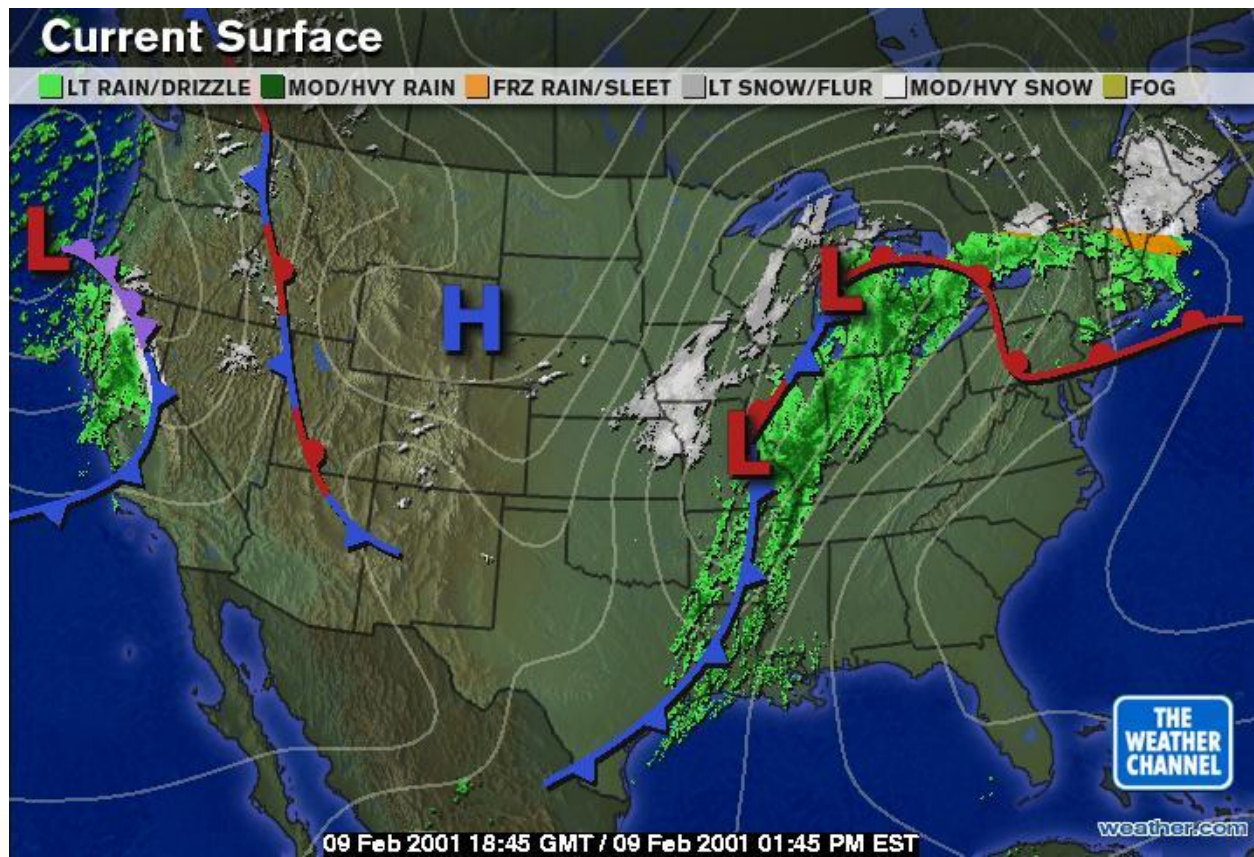 Current Surface
LT RAIN/DRIZZLE MOD/HVY RAIN FRZ RAIN/SLEET LT SNOW/FLUR MOD/HVY SNOW FOG
L
H
L
L
THE
WEATHER
CHANNEL
weather.com
09 Feb 2001 18:45 GMT / 09 Feb 2001 01:45 PM EST